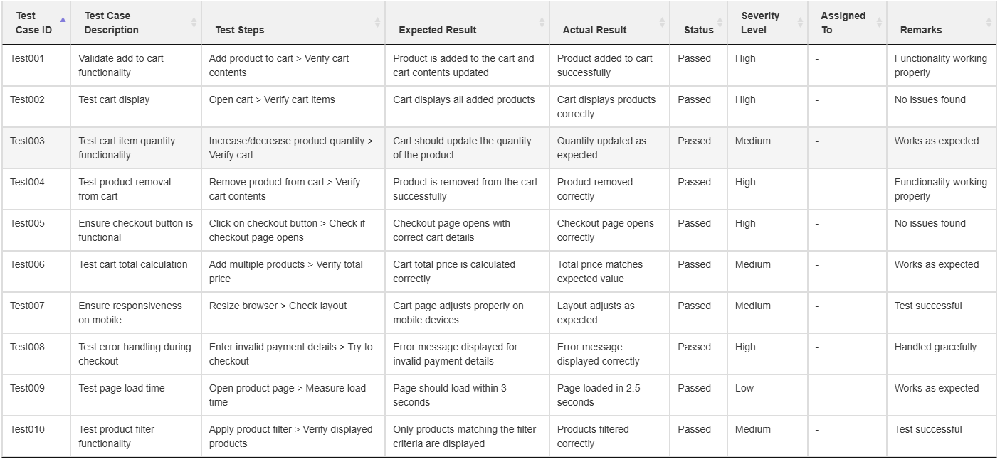 Test Case ID | Test Case Description | Test Steps | Expected Result | Actual Result | Status | Severity Level | Assigned To | Remarks
Test001 | Validate add to cart functionality | Add product to cart > Verify cart contents | Product is added to the cart and cart contents updated | Product added to cart successfully | Passed | High | - | Functionality working properly
Test002 | Test cart display | Open cart > Verify cart items | Cart displays all added products | Cart displays products correctly | Passed | High | - | No issues found
Test003 | Test cart item quantity functionality | Increase/decrease product quantity > Verify cart | Cart should update the quantity of the product | Quantity updated as expected | Passed | Medium | - | Works as expected
Test004 | Test product removal from cart | Remove product from cart > Verify cart contents | Product is removed from the cart successfully | Product removed correctly | Passed | High | - | Functionality working properly
Test005 | Ensure checkout button is functional | Click on checkout button > Check if checkout page opens | Checkout page opens with correct cart details | Checkout page opens correctly | Passed | High | - | No issues found
Test006 | Test cart total calculation | Add multiple products > Verify total price | Cart total price is calculated correctly | Total price matches expected value | Passed | Medium | - | Works as expected
Test007 | Ensure responsiveness on mobile | Resize browser > Check layout | Cart page adjusts properly on mobile devices | Layout adjusts as expected | Passed | Medium | - | Test successful
Test008 | Test error handling during checkout | Enter invalid payment details > Try to checkout | Error message displayed for invalid payment details | Error message displayed correctly | Passed | High | - | Handled gracefully
Test009 | Test page load time | Open product page > Measure load time | Page should load within 3 seconds | Page loaded in 2.5 seconds | Passed | Low | - | Works as expected
Test010 | Test product filter functionality | Apply product filter > Verify displayed products | Only products matching the filter criteria are displayed | Products filtered correctly | Passed | Medium | - | Test successful